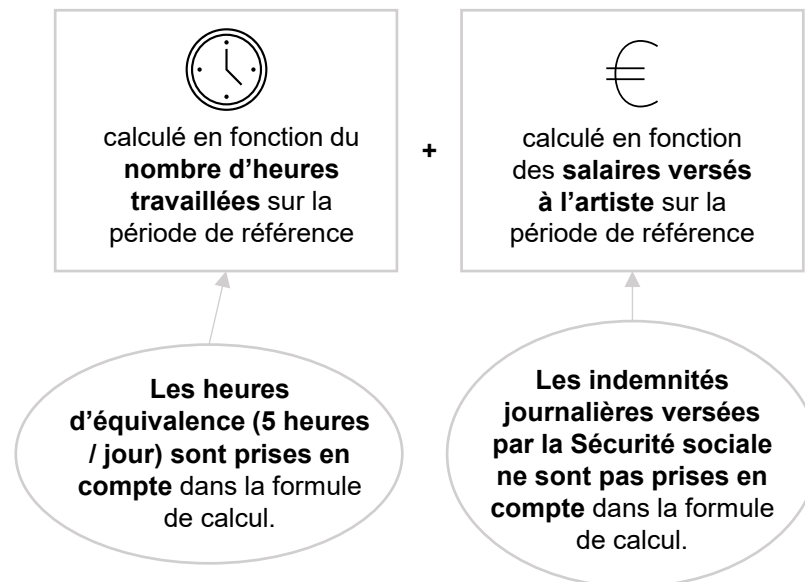 calculé en fonction du
nombre d’heures
travaillées sur la
période de référence
+
€
calculé en fonction
des salaires versés
à l’artiste sur la
période de référence
Les heures
d’équivalence (5 heures
/ jour) sont prises en
compte dans la formule
de calcul.
Les indemnités
journalières versées
par la Sécurité sociale
ne sont pas prises en
compte dans la formule
de calcul.